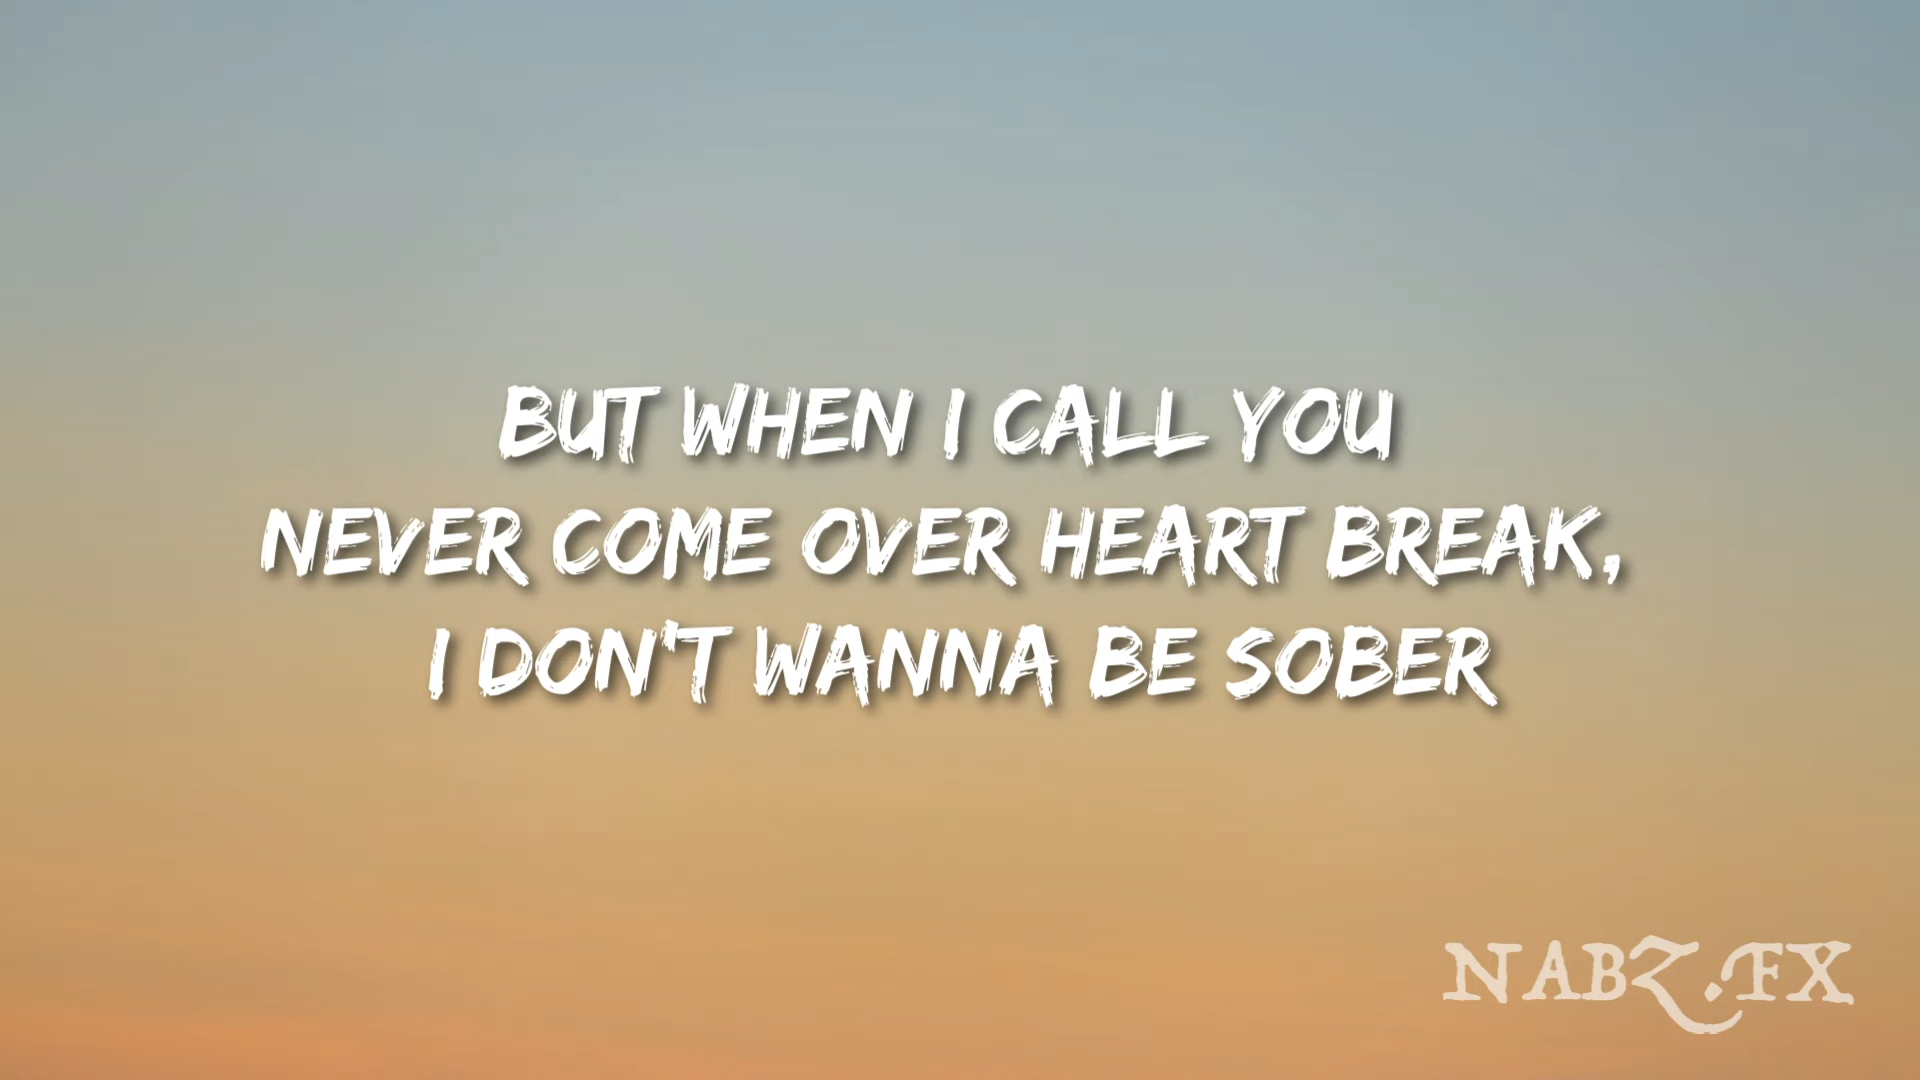 BUT WHEN I CALL YOU
NEVER COME OVER HEART BREAK,
I DON'T WANNA BE SOBER
NABZ.FX